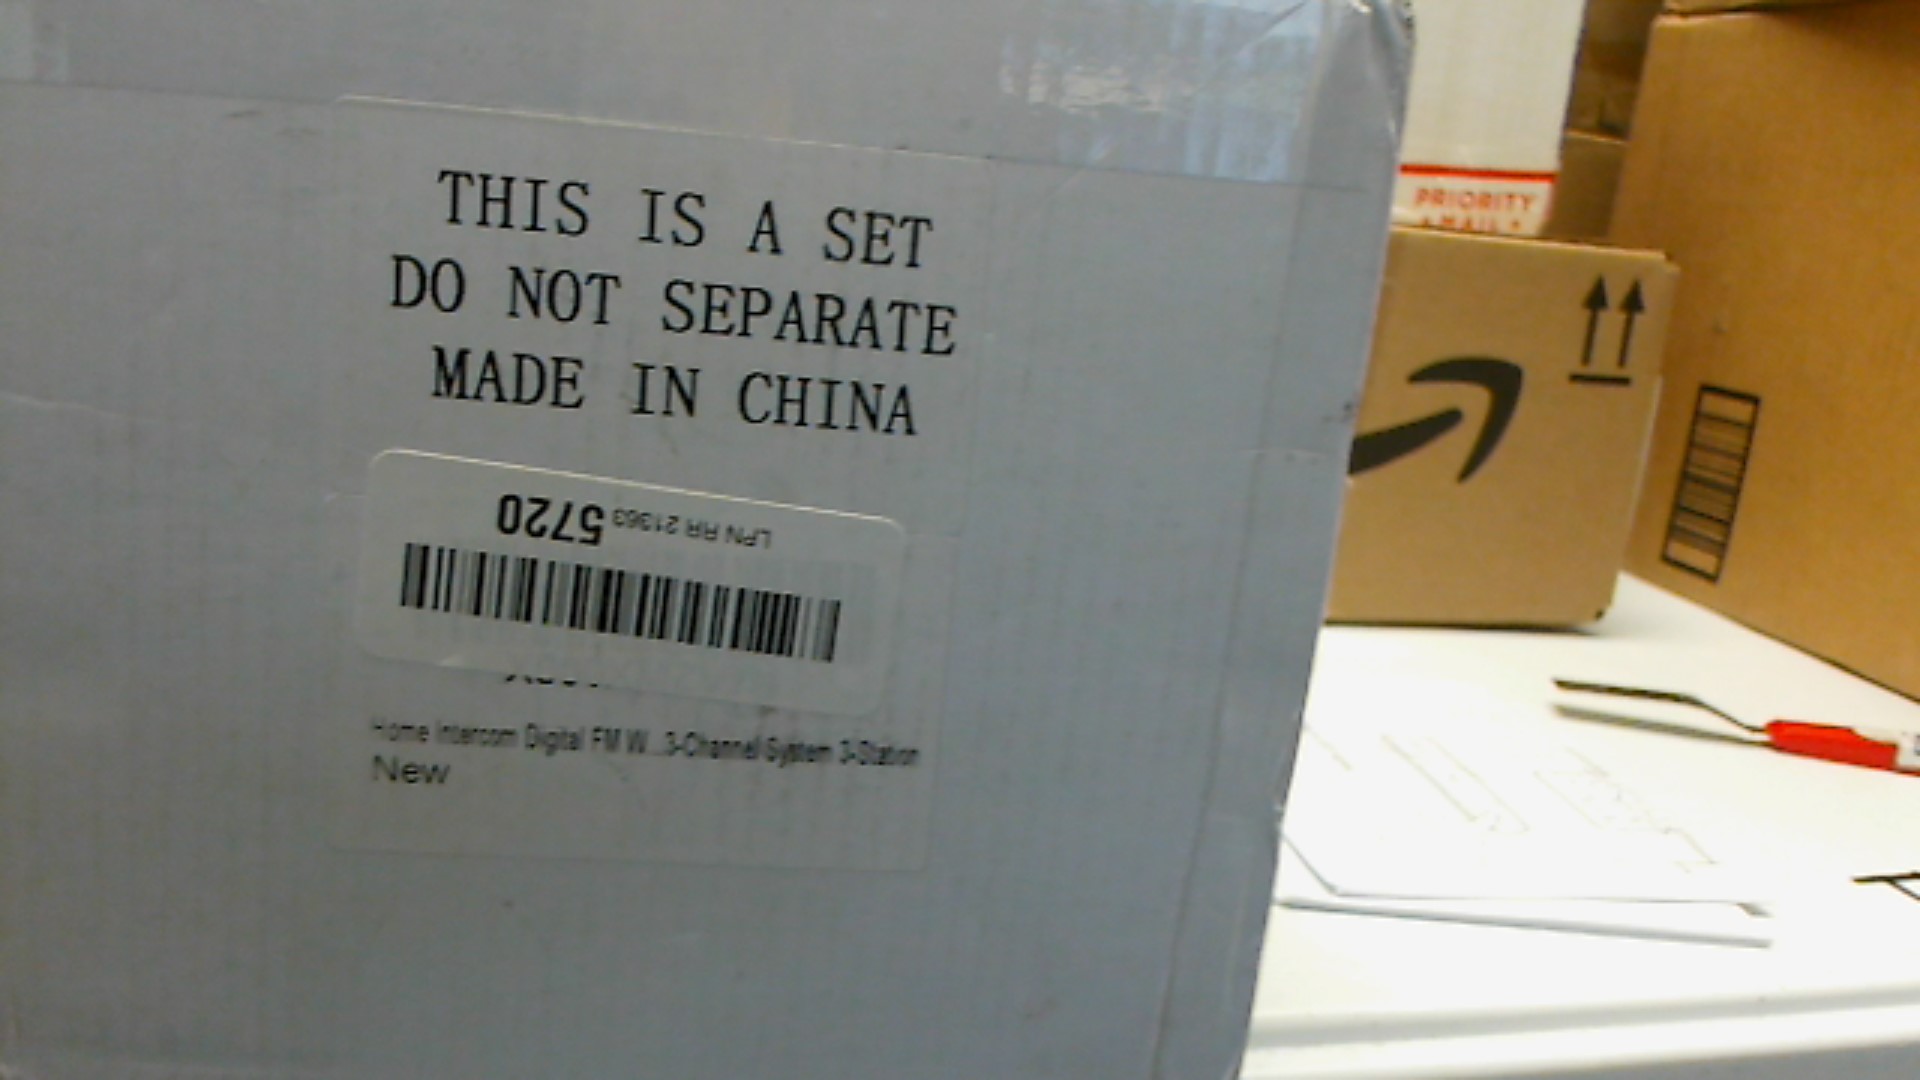 THIS IS A SET
DO NOT SEPARATE
MADE IN CHINA
LPN RR 21363 5720
Home Intercom Digital FM W...3-Channel System 3-Station
New
PRIORITY
MAIL